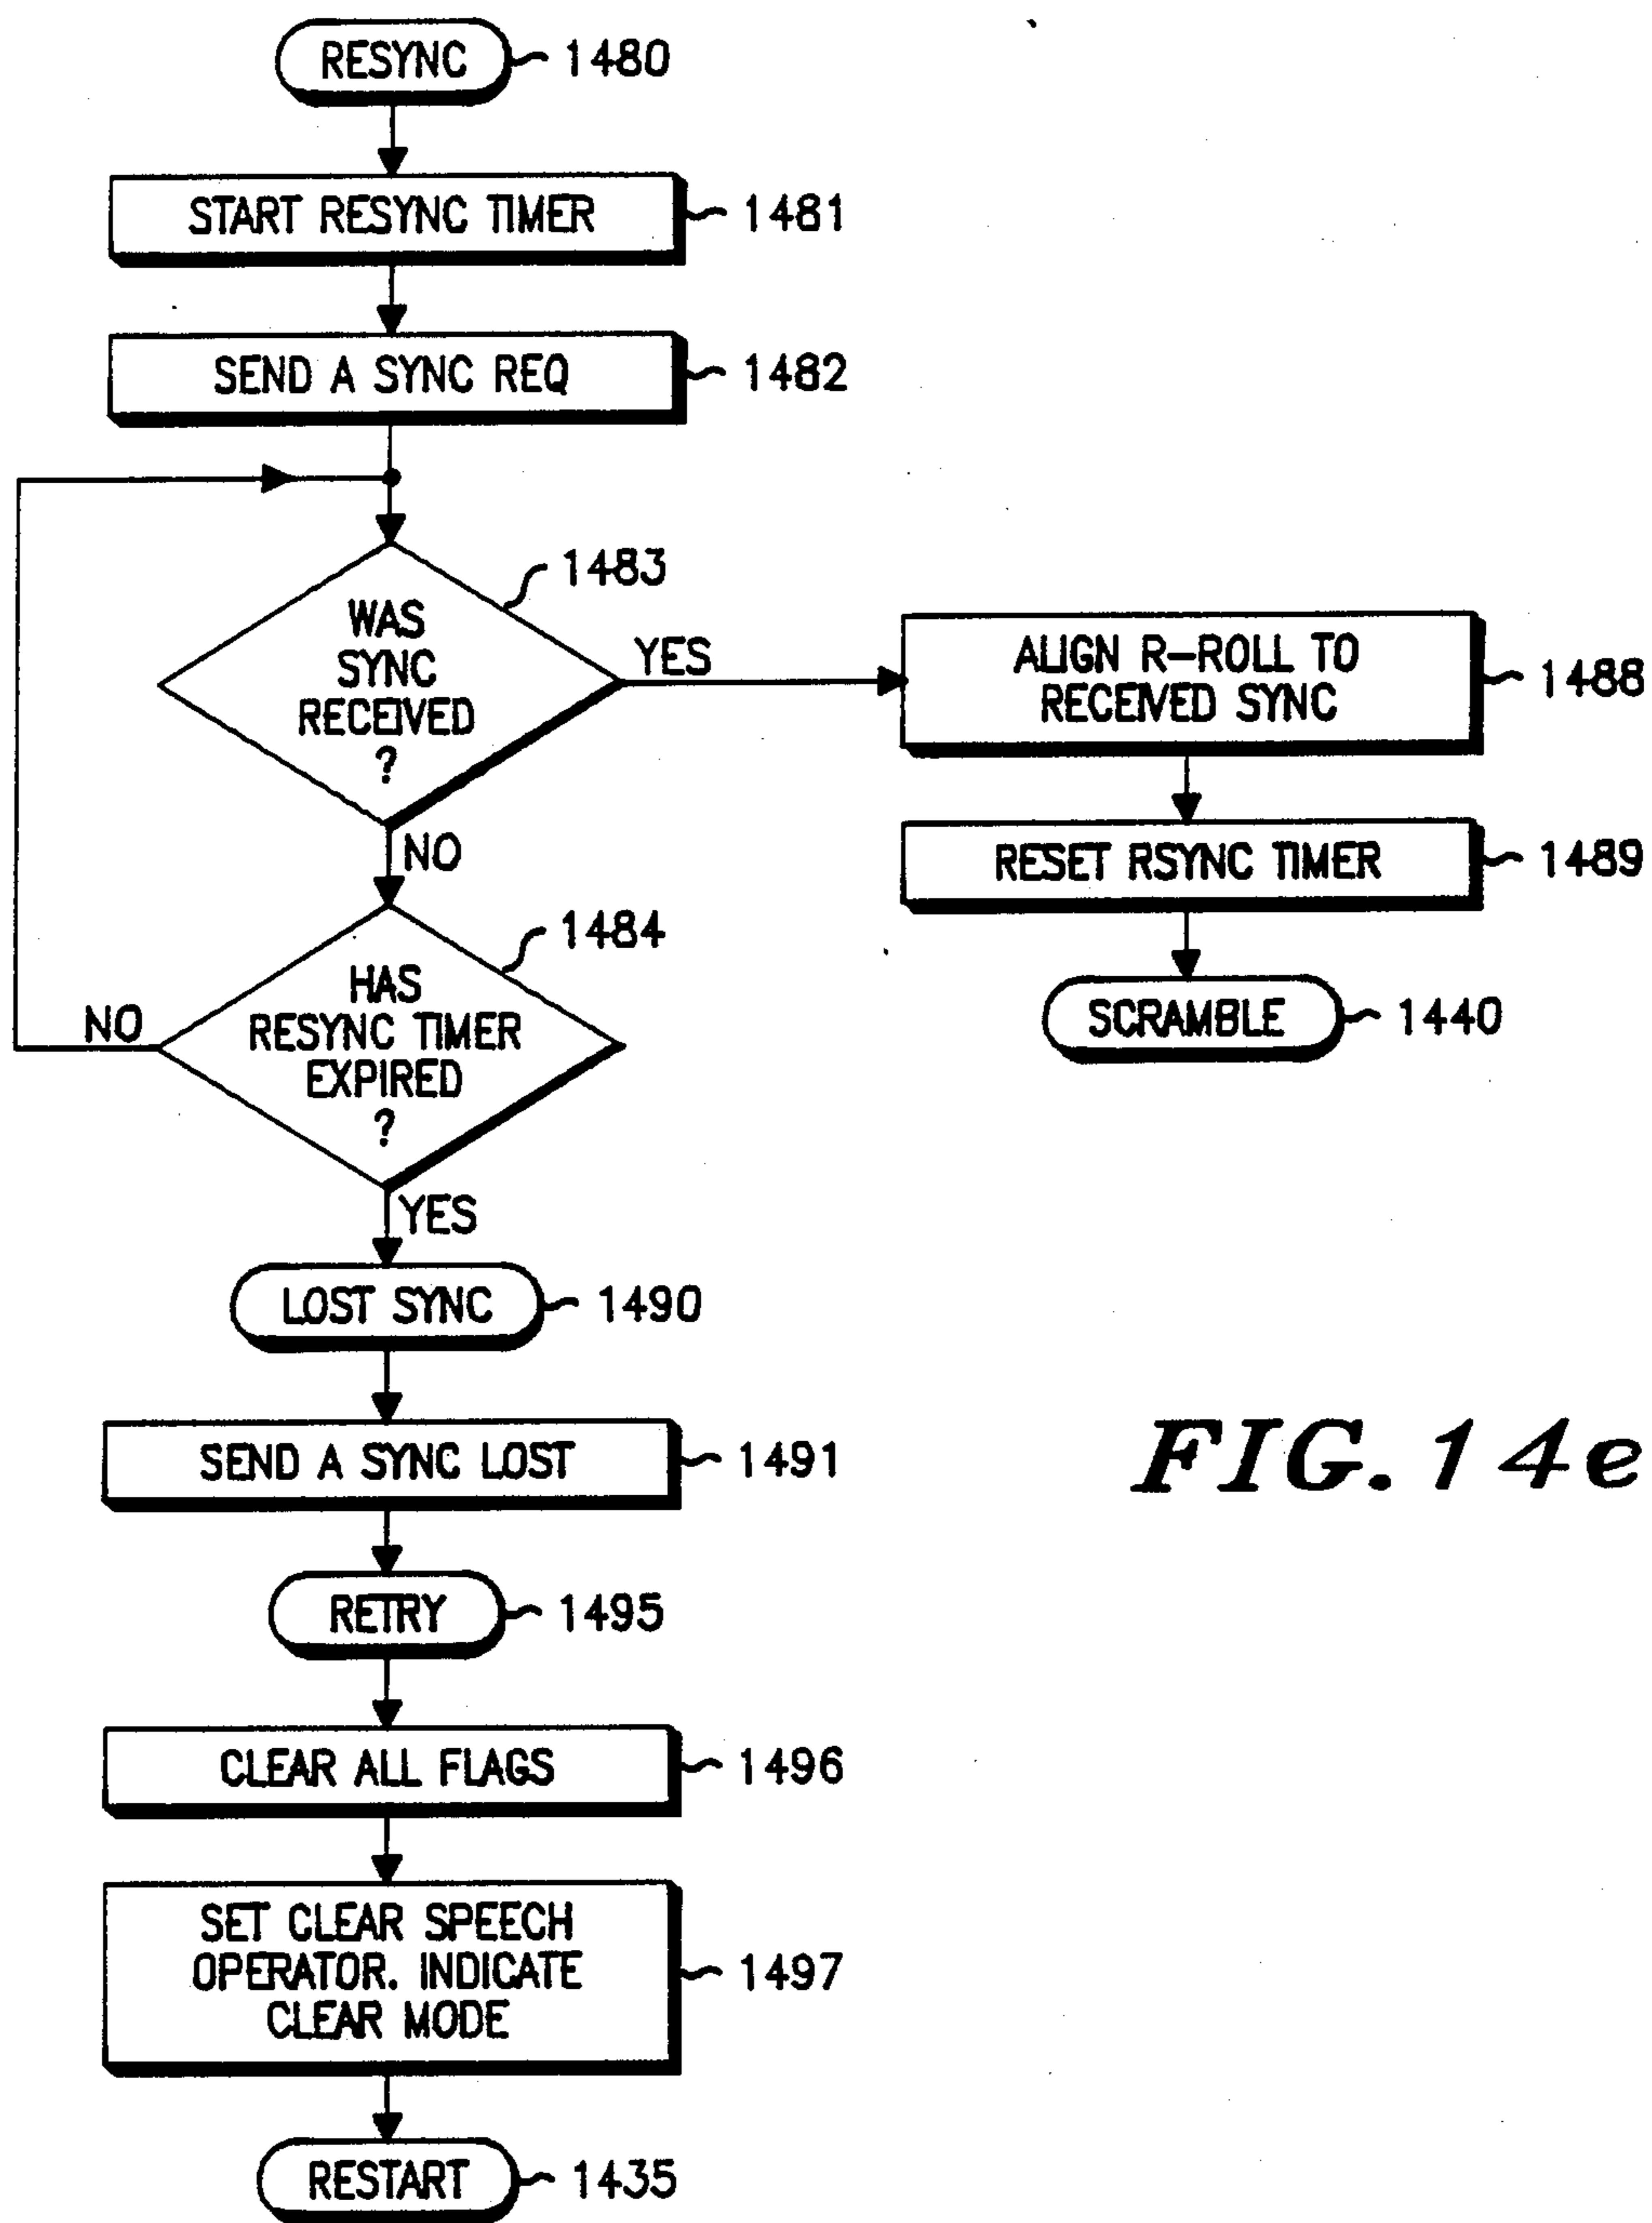 RESYNC
1480
START RESYNC TIMER
1481
SEND A SYNC REQ
1482
1483
WAS
SYNC
RECEIVED
?
YES
NO
ALIGN R-ROLL TO
RECEIVED SYNC
1488
RESET RSYNC TIMER
1489
SCRAMBLE
1440
1484
HAS
RESYNC TIMER
EXPIRED
?
NO
YES
LOST SYNC
1490
SEND A SYNC LOST
1491
RETRY
1495
CLEAR ALL FLAGS
1496
SET CLEAR SPEECH
OPERATOR. INDICATE
CLEAR MODE
1497
RESTART
1435
FIG. 14e